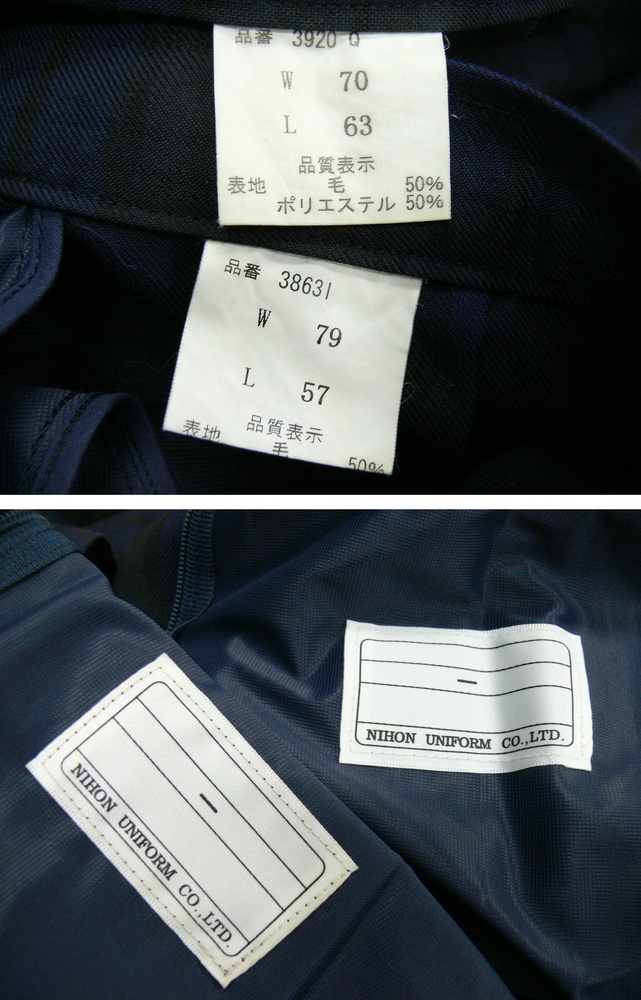 品番 3920 Q
W 70
L 63
品質表示
表地 毛 50%
ポリエステル 50%
品番 3863I
W 79
L 57
品質表示
表地 毛 50%
NIHON UNIFORM CO.,LTD.
NIHON UNIFORM CO.,LTD.